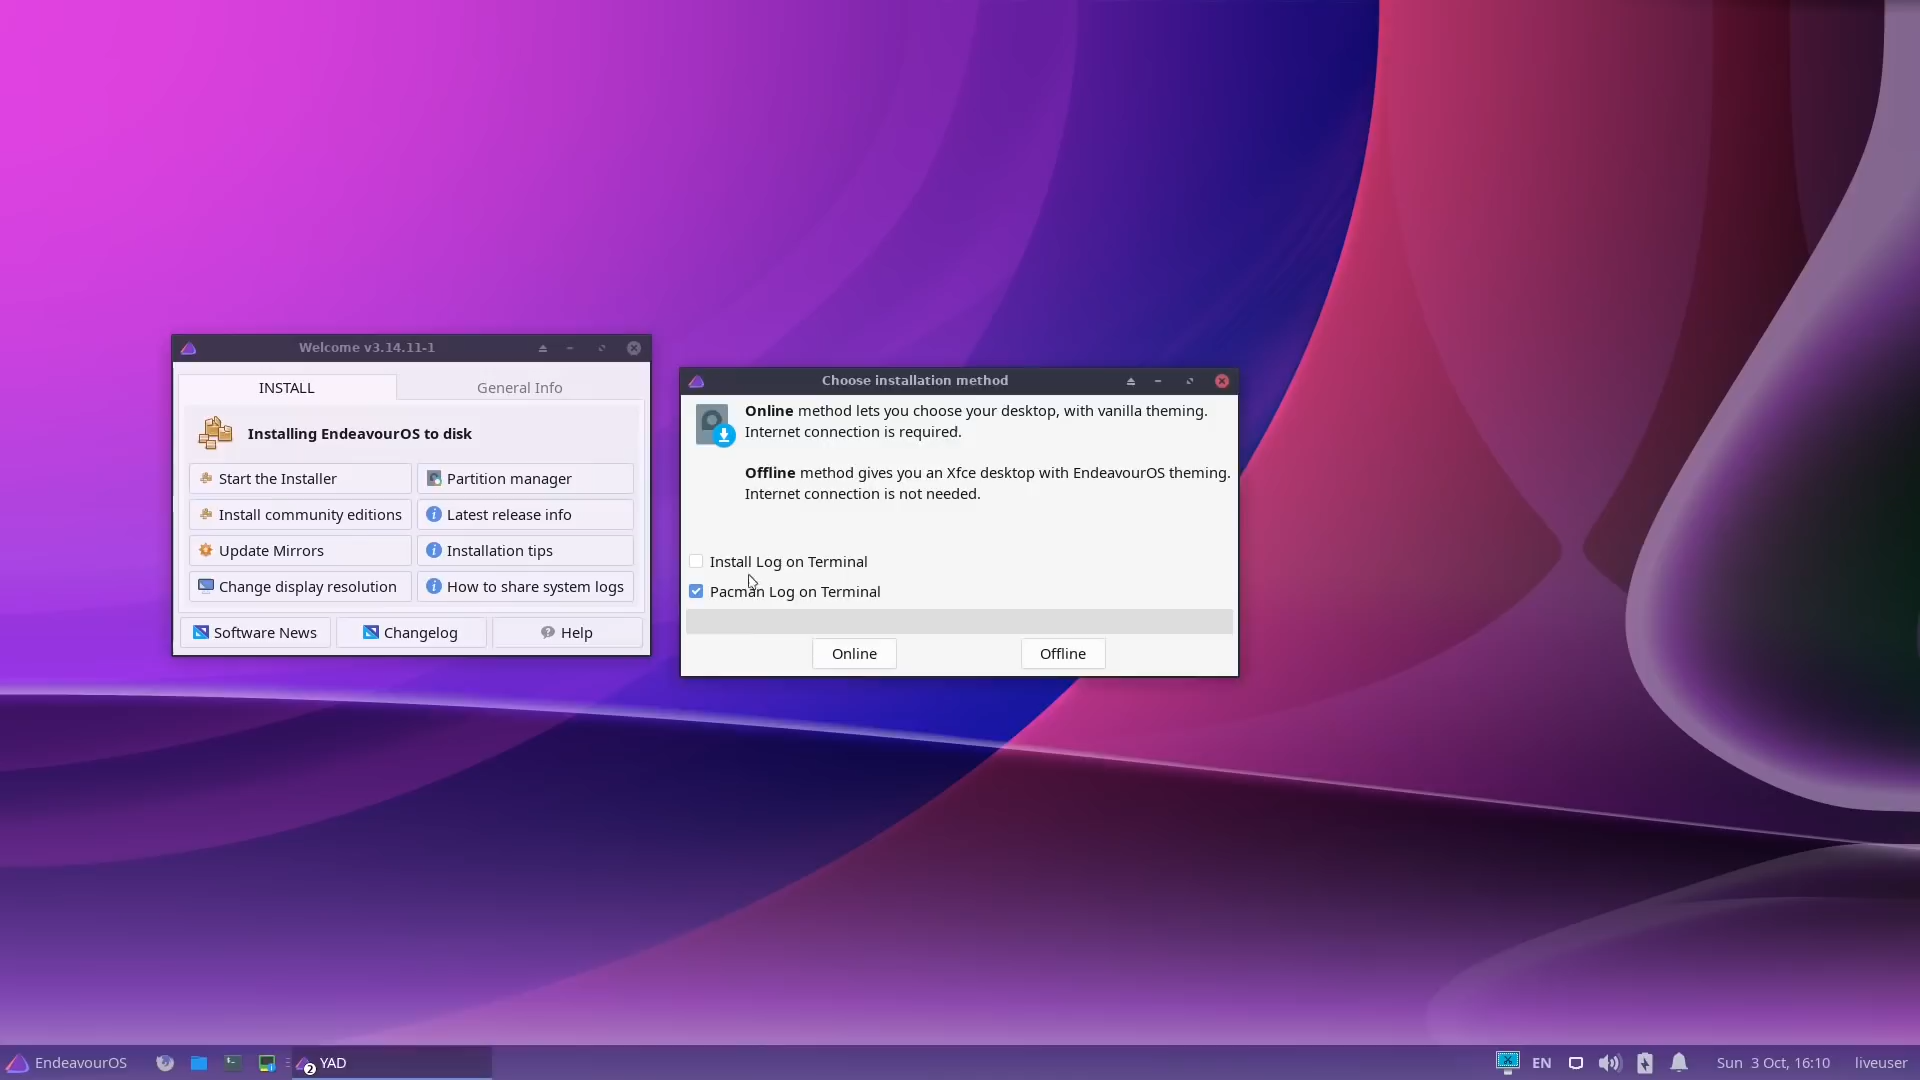 Welcome v3.14.11-1
INSTALL
General Info
Installing EndeavourOS to disk
Start the Installer
Partition manager
Install community editions
Latest release info
Update Mirrors
Installation tips
Change display resolution
How to share system logs
Software News
Changelog
Help
Choose installation method
Online method lets you choose your desktop, with vanilla theming.
Internet connection is required.
Offline method gives you an Xfce desktop with EndeavourOS theming.
Internet connection is not needed.
Install Log on Terminal
Pacman Log on Terminal
Online
Offline
EndeavourOS
2
YAD
EN
Sun 3 Oct, 16:10
liveuser